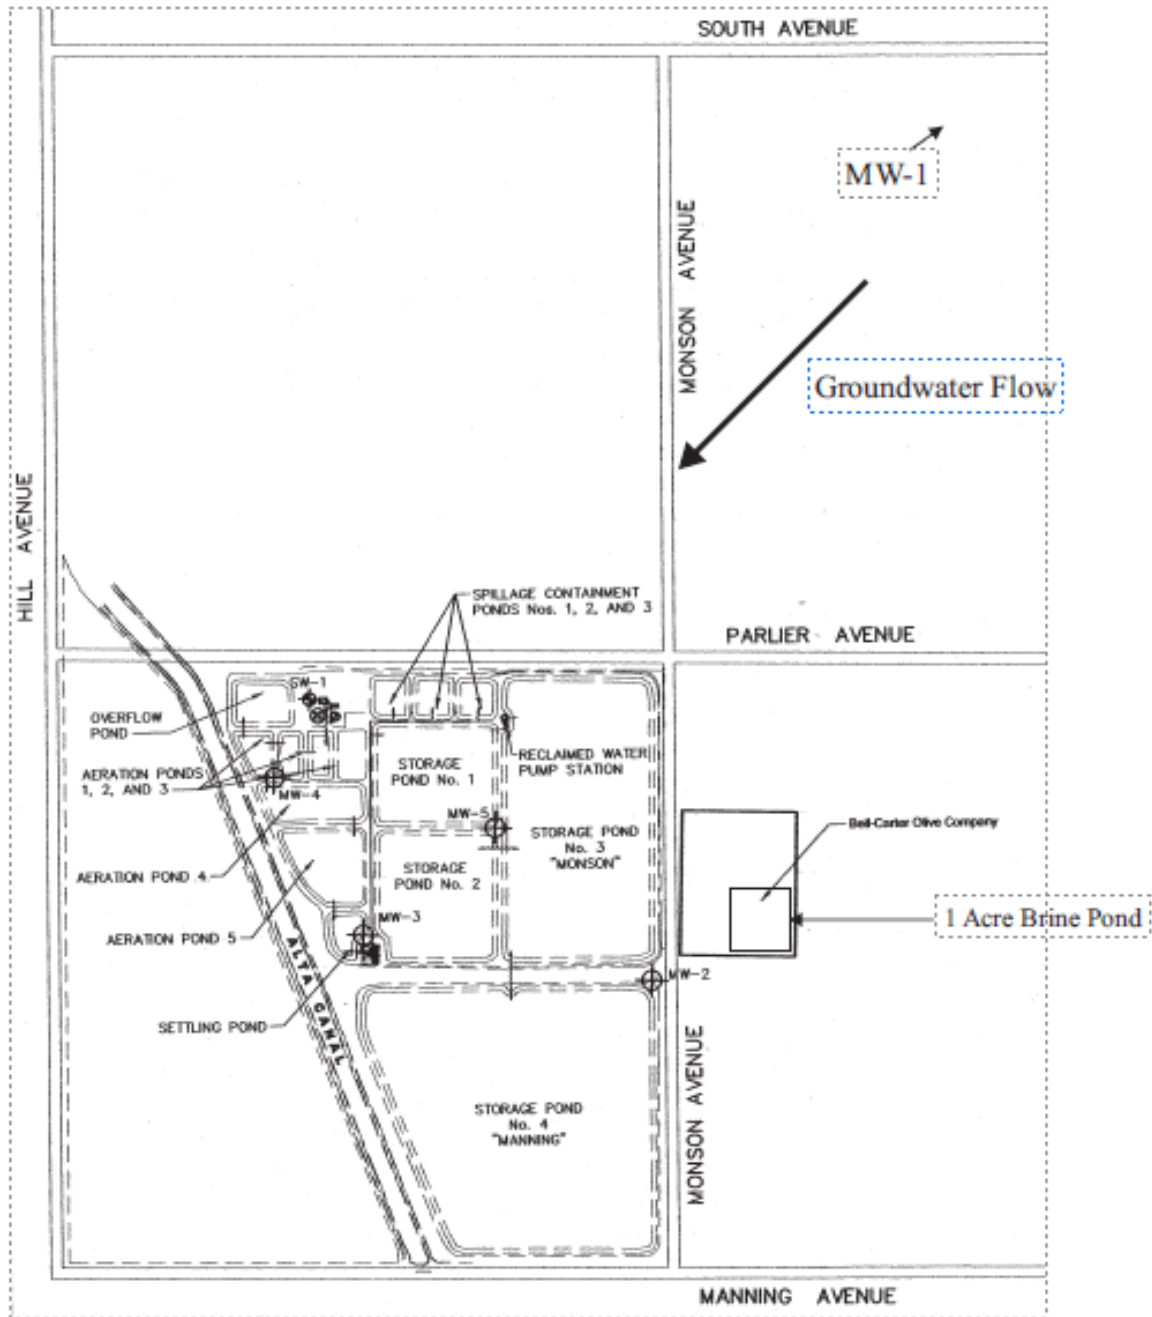 SOUTH AVENUE
MW-1
MONSON AVENUE
Groundwater Flow
HILL AVENUE
SPILLAGE CONTAINMENT
PONDS Nos. 1, 2, AND 3
PARLIER AVENUE
SW-1
OVERFLOW
POND
AERATION PONDS
1, 2, AND 3
MW-4
STORAGE
POND No. 1
RECLAIMED WATER
PUMP STATION
MW-5
STORAGE POND
No. 3
"MONSON"
Bell-Carter Olive Company
AERATION POND 4
STORAGE
POND No. 2
1 Acre Brine Pond
MW-3
AERATION POND 5
ALTA CANAL
MW-2
SETTLING POND
STORAGE POND
No. 4
"MANNING"
MONSON AVENUE
MANNING AVENUE